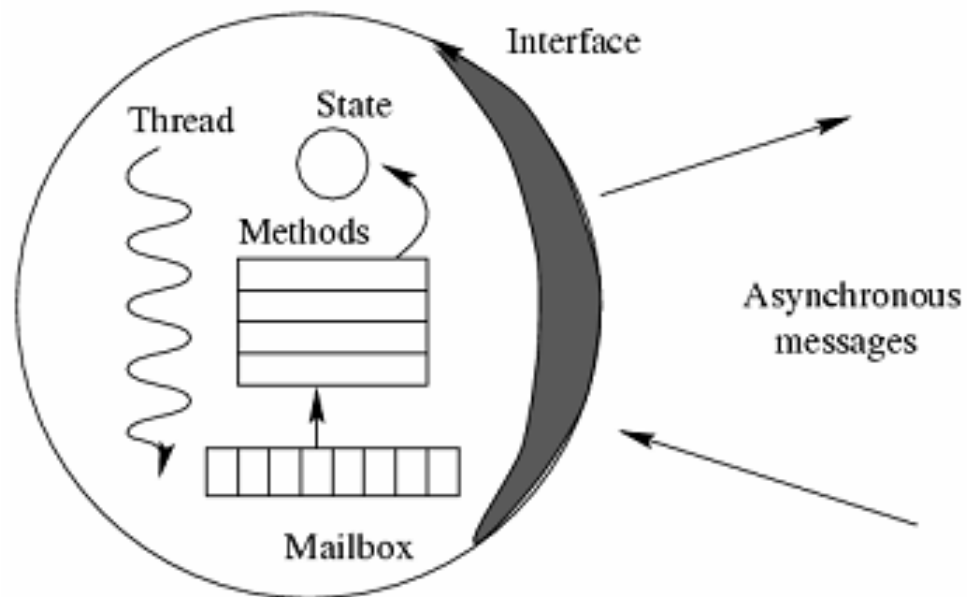 Interface
State
Thread
Methods
Asynchronous
messages
Mailbox